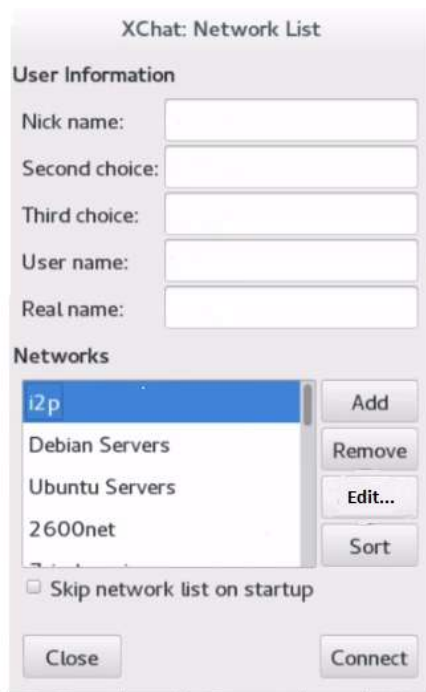 XChat: Network List
User Information
Nick name:
Second choice:
Third choice:
User name:
Real name:
Networks
i2p
Add
Debian Servers
Remove
Ubuntu Servers
Edit...
2600net
Sort
Skip network list on startup
Close
Connect